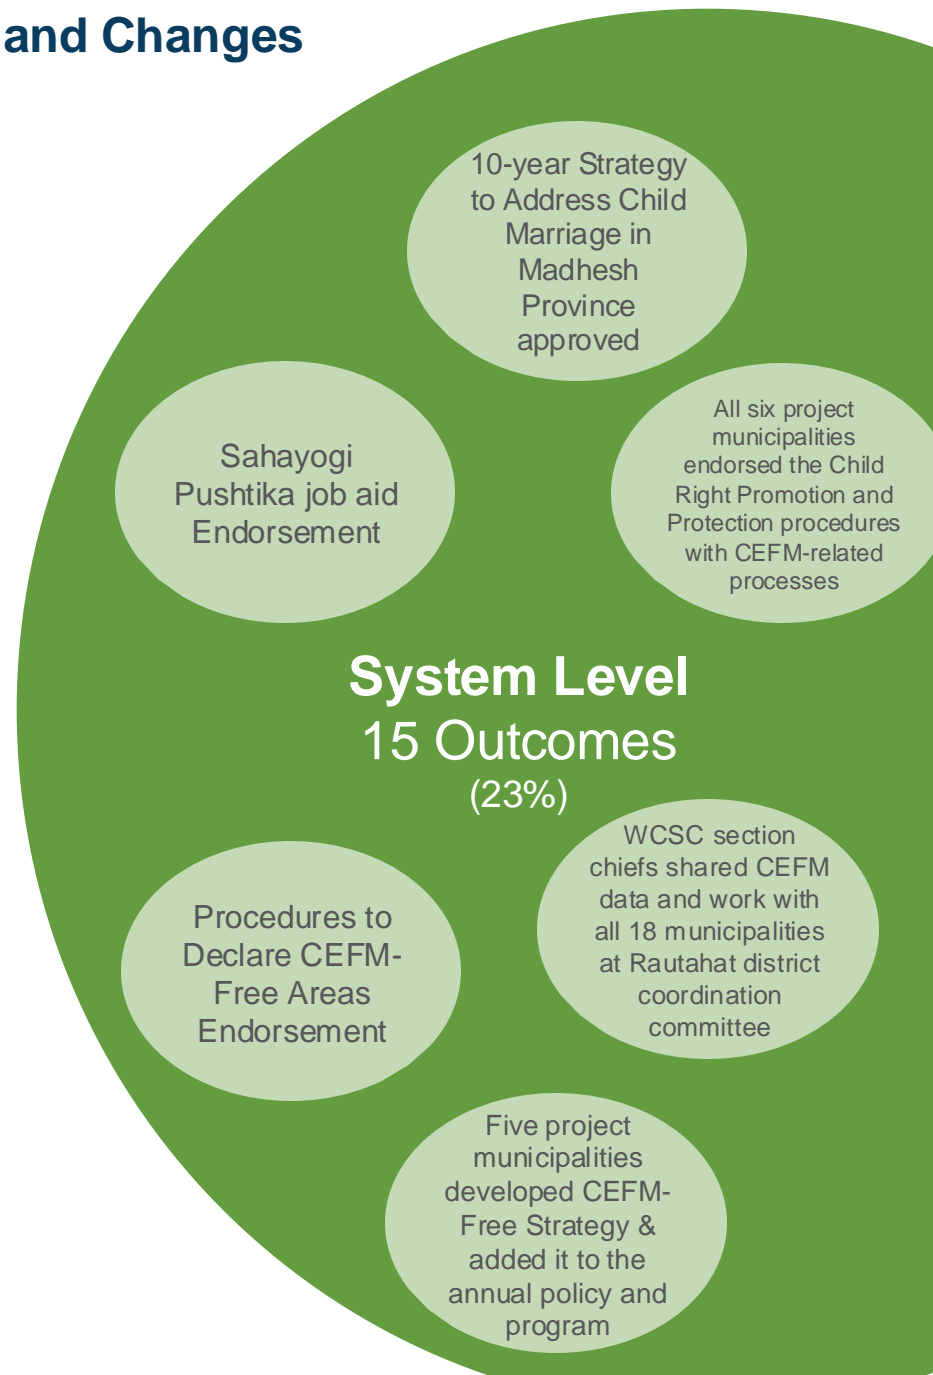 and Changes
10-year Strategy
to Address Child
Marriage in
Madhesh
Province
approved
Sahayogi
Pushtika job aid
Endorsement
All six project
municipalities
endorsed the Child
Right Promotion and
Protection procedures
with CEFM-related
processes
System Level
15 Outcomes
(23%)
Procedures to
Declare CEFM-
Free Areas
Endorsement
WCSC section
chiefs shared CEFM
data and work with
all 18 municipalities
at Rautahat district
coordination
committee
Five project
municipalities
developed CEFM-
Free Strategy &
added it to the
annual policy and
program